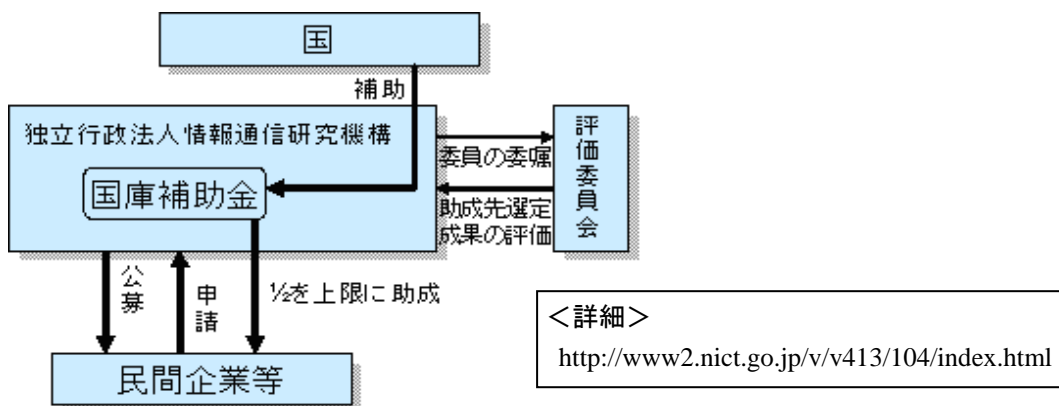 国
補助
独立行政法人情報通信研究機構
国庫補助金
委員の委嘱
助成先選定
成果の評価
評価委員会
公募
申請
½を上限に助成
民間企業等
＜詳細＞
http://www2.nict.go.jp/v/v413/104/index.html